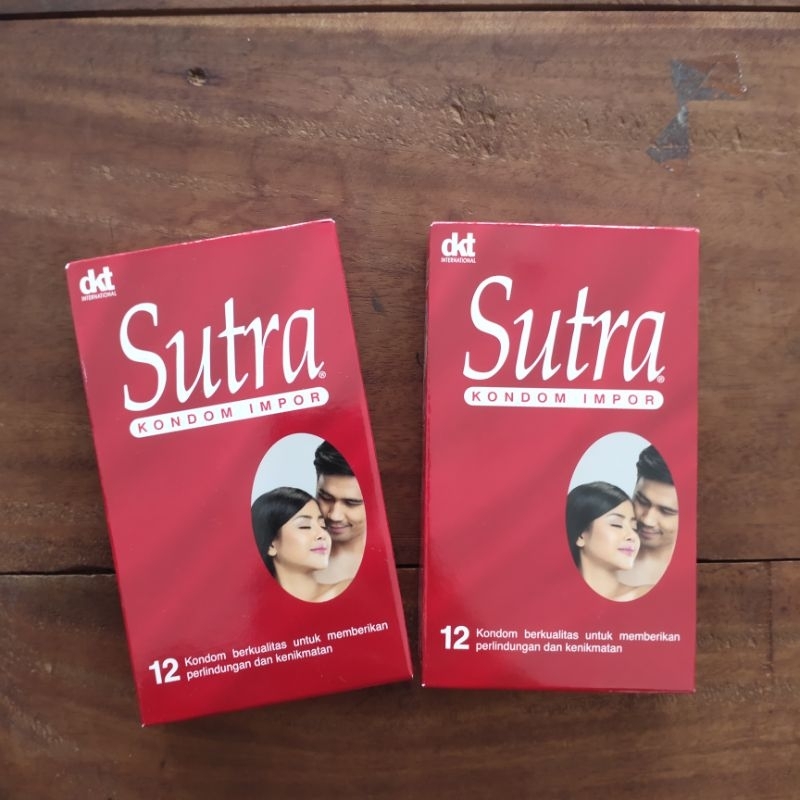 dkt
INTERNATIONAL
Sutra®
KONDOM IMPOR
12 Kondom berkualitas untuk memberikan
perlindungan dan kenikmatan
dkt
INTERNATIONAL
Sutra®
KONDOM IMPOR
12 Kondom berkualitas untuk memberikan
perlindungan dan kenikmatan